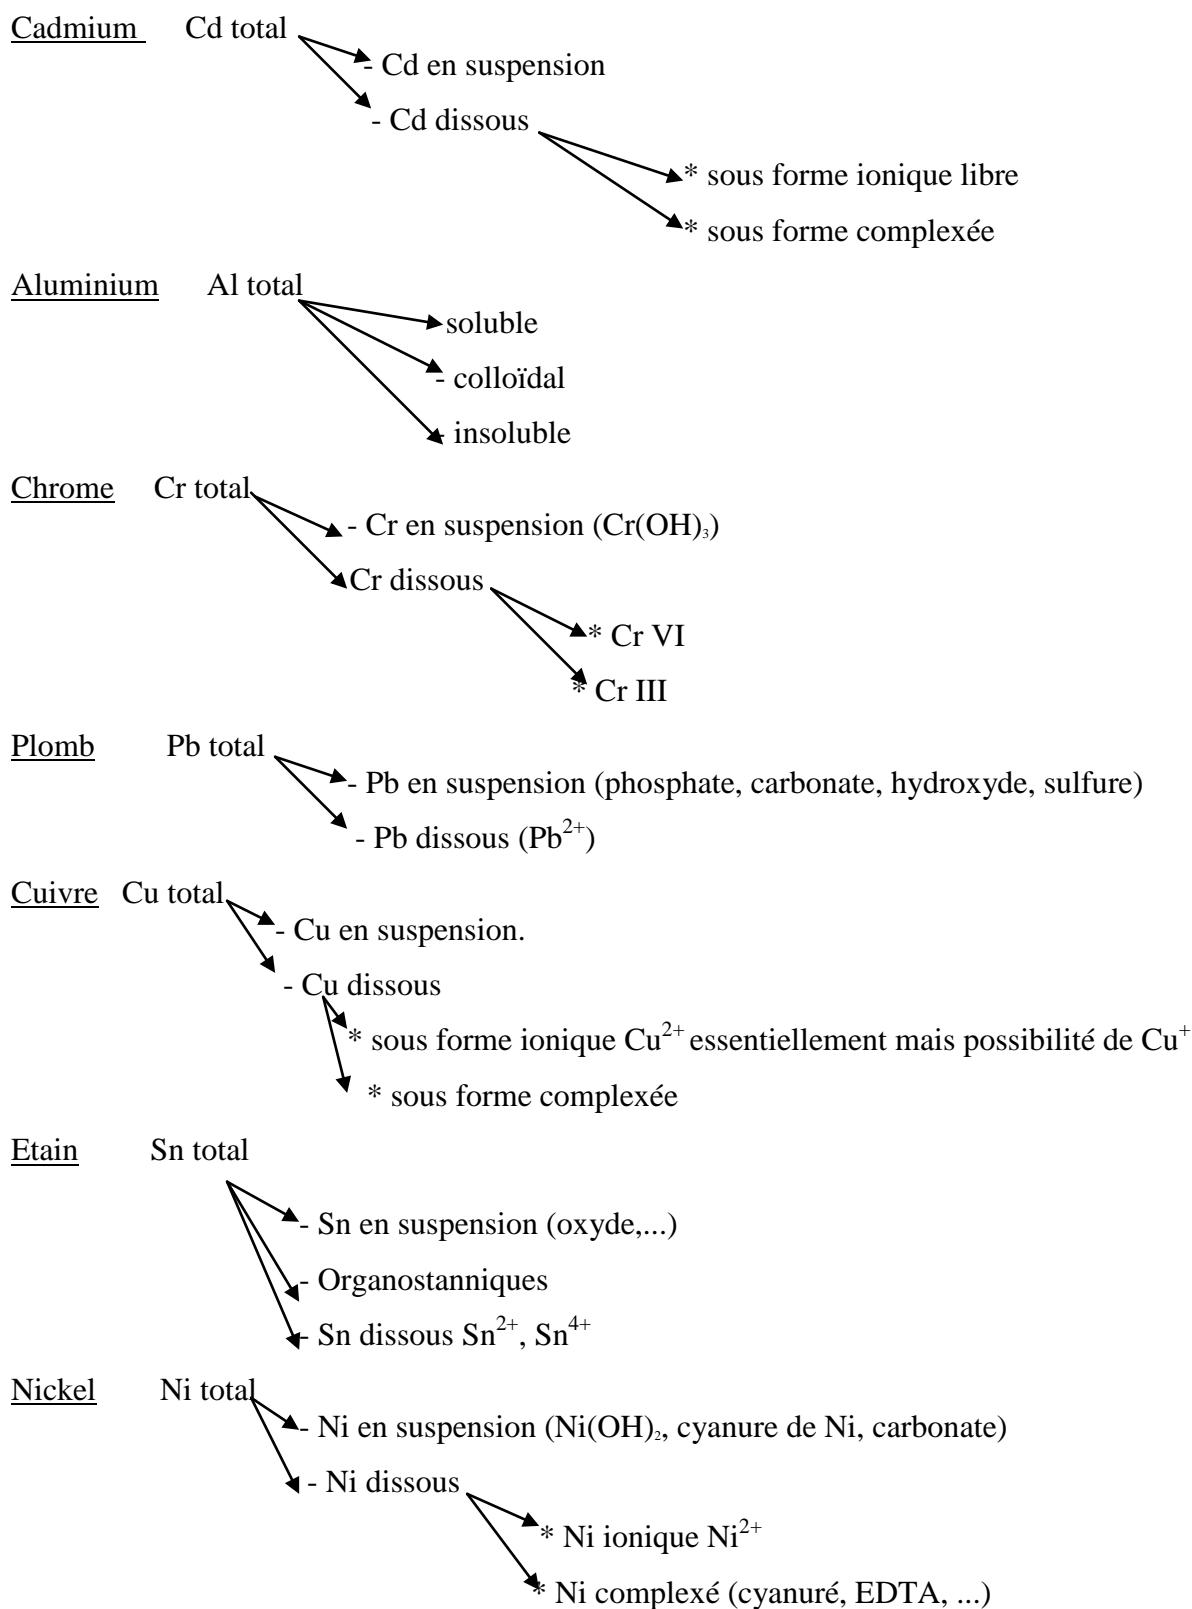 Cadmium Cd total
- Cd en suspension
- Cd dissous
* sous forme ionique libre
* sous forme complexée
Aluminium Al total
soluble
- colloïdal
- insoluble
Chrome Cr total
- Cr en suspension (Cr(OH)₃)
Cr dissous
* Cr VI
* Cr III
Plomb Pb total
- Pb en suspension (phosphate, carbonate, hydroxyde, sulfure)
- Pb dissous (Pb²⁺)
Cuivre Cu total
- Cu en suspension.
- Cu dissous
* sous forme ionique Cu²⁺ essentiellement mais possibilité de Cu⁺
* sous forme complexée
Etain Sn total
- Sn en suspension (oxyde,...)
- Organostanniques
- Sn dissous Sn²⁺, Sn⁴⁺
Nickel Ni total
- Ni en suspension (Ni(OH)₂, cyanure de Ni, carbonate)
- Ni dissous
* Ni ionique Ni²⁺
* Ni complexé (cyanuré, EDTA, ...)